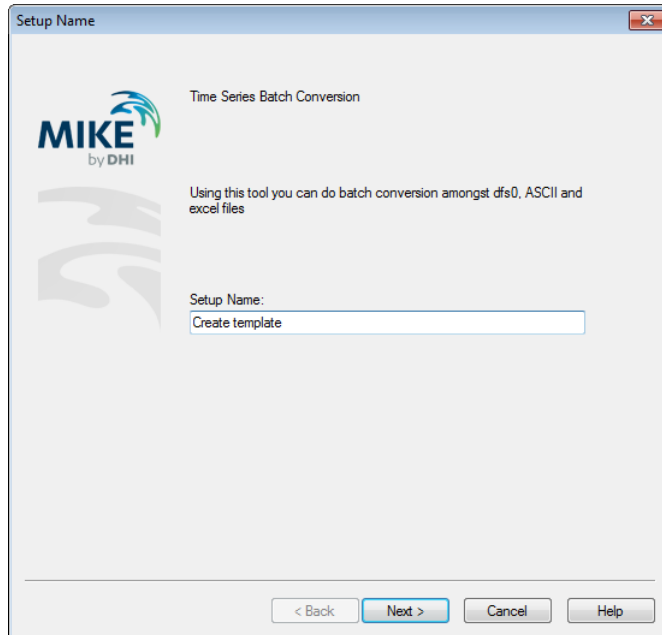 Setup Name
Time Series Batch Conversion
MIKE
by DHI
Using this tool you can do batch conversion amongst dfs0, ASCII and
excel files
Setup Name:
Create template
< Back Next > Cancel Help